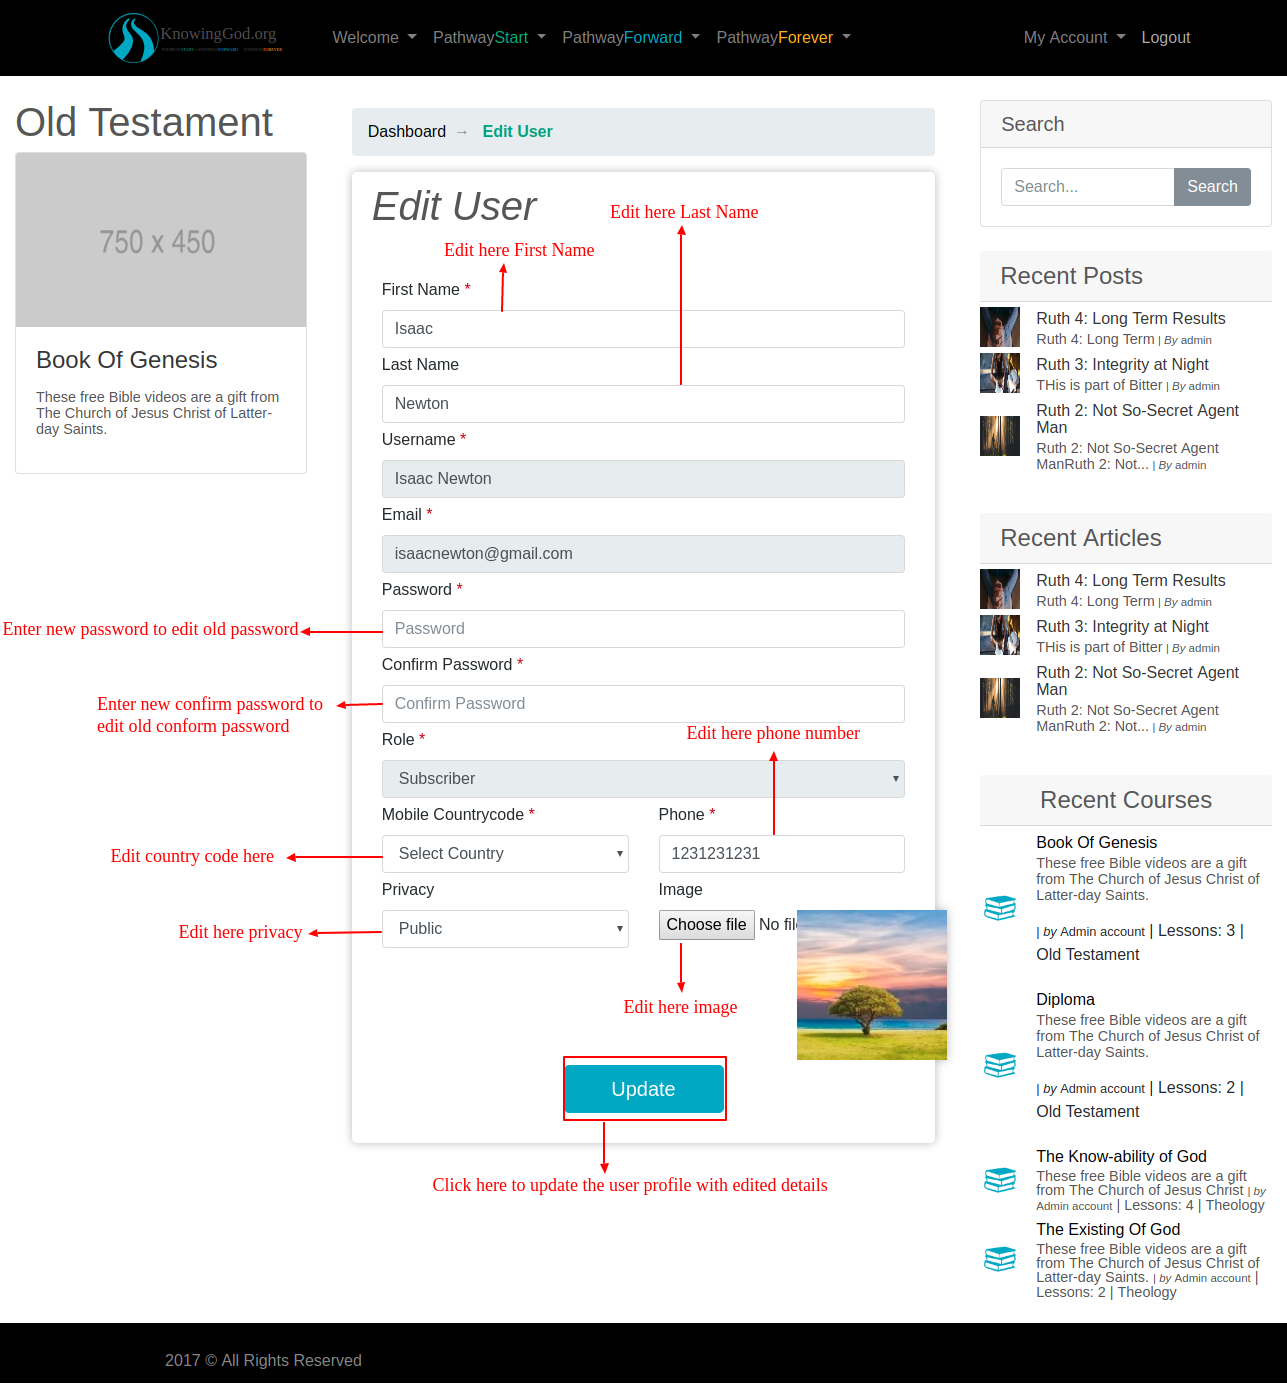 KnowingGod.org
Welcome PathwayStart PathwayForward PathwayForever My Account Logout
Old Testament
750 x 450
Book Of Genesis
These free Bible videos are a gift from
The Church of Jesus Christ of Latter-
day Saints.
Dashboard → Edit User
Edit User
Edit here Last Name
Edit here First Name
First Name *
Isaac
Last Name
Newton
Username *
Isaac Newton
Email *
isaacnewton@gmail.com
Password *
Enter new password to edit old password
Password
Confirm Password *
Enter new confirm password to
edit old conform password
Confirm Password
Edit here phone number
Role *
Subscriber
Mobile Countrycode *
Phone *
Edit country code here
Select Country
1231231231
Privacy
Image
Edit here privacy
Public
Choose file No file
Edit here image
Update
Click here to update the user profile with edited details
Search
Search...
Search
Recent Posts
Ruth 4: Long Term Results
Ruth 4: Long Term | By admin
Ruth 3: Integrity at Night
THis is part of Bitter | By admin
Ruth 2: Not So-Secret Agent
Man
Ruth 2: Not So-Secret Agent
ManRuth 2: Not... | By admin
Recent Articles
Ruth 4: Long Term Results
Ruth 4: Long Term | By admin
Ruth 3: Integrity at Night
THis is part of Bitter | By admin
Ruth 2: Not So-Secret Agent
Man
Ruth 2: Not So-Secret Agent
ManRuth 2: Not... | By admin
Recent Courses
Book Of Genesis
These free Bible videos are a gift
from The Church of Jesus Christ of
Latter-day Saints.
| by Admin account | Lessons: 3 |
Old Testament
Diploma
These free Bible videos are a gift
from The Church of Jesus Christ of
Latter-day Saints.
| by Admin account | Lessons: 2 |
Old Testament
The Know-ability of God
These free Bible videos are a gift
from The Church of Jesus Christ | by
Admin account | Lessons: 4 | Theology
The Existing Of God
These free Bible videos are a gift
from The Church of Jesus Christ of
Latter-day Saints. | by Admin account |
Lessons: 2 | Theology
2017 © All Rights Reserved